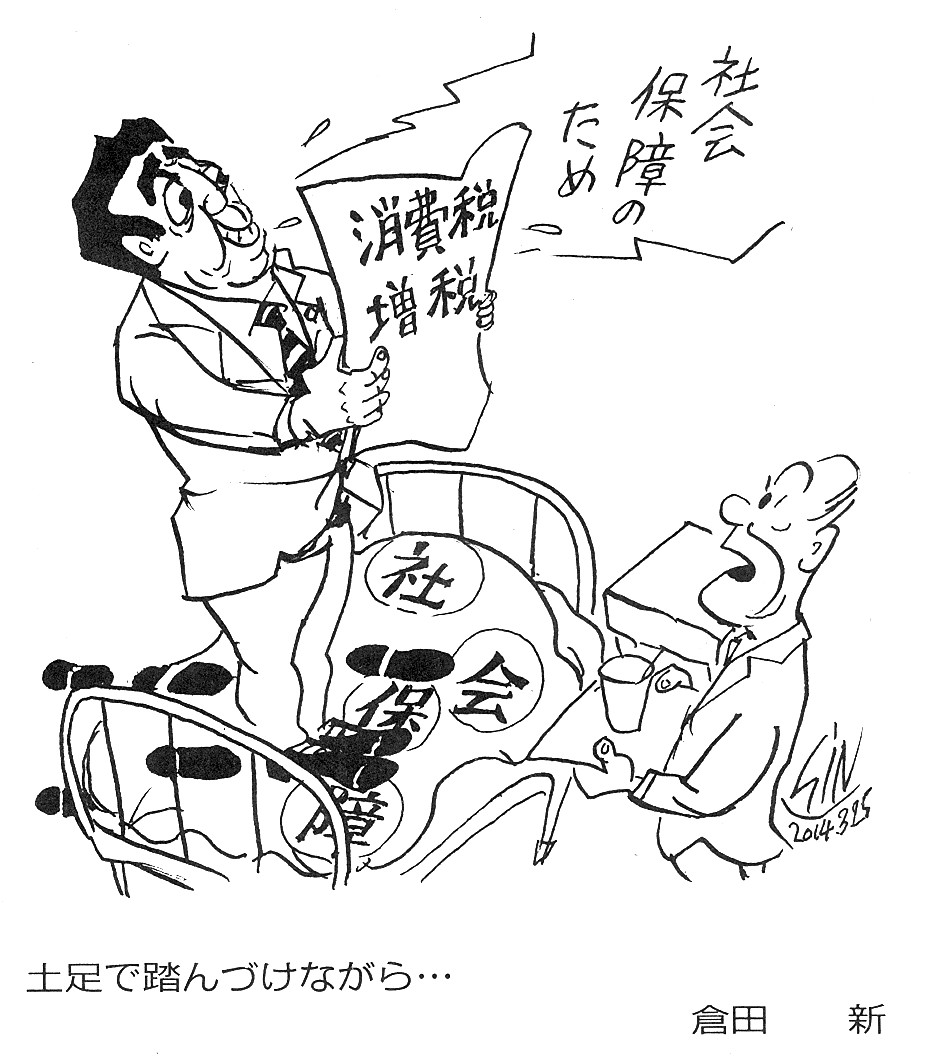 社会
保障の
ため
消費税
増税
社
会
保
障
SIN
2014.3.25
土足で踏んづけながら…
倉田　新